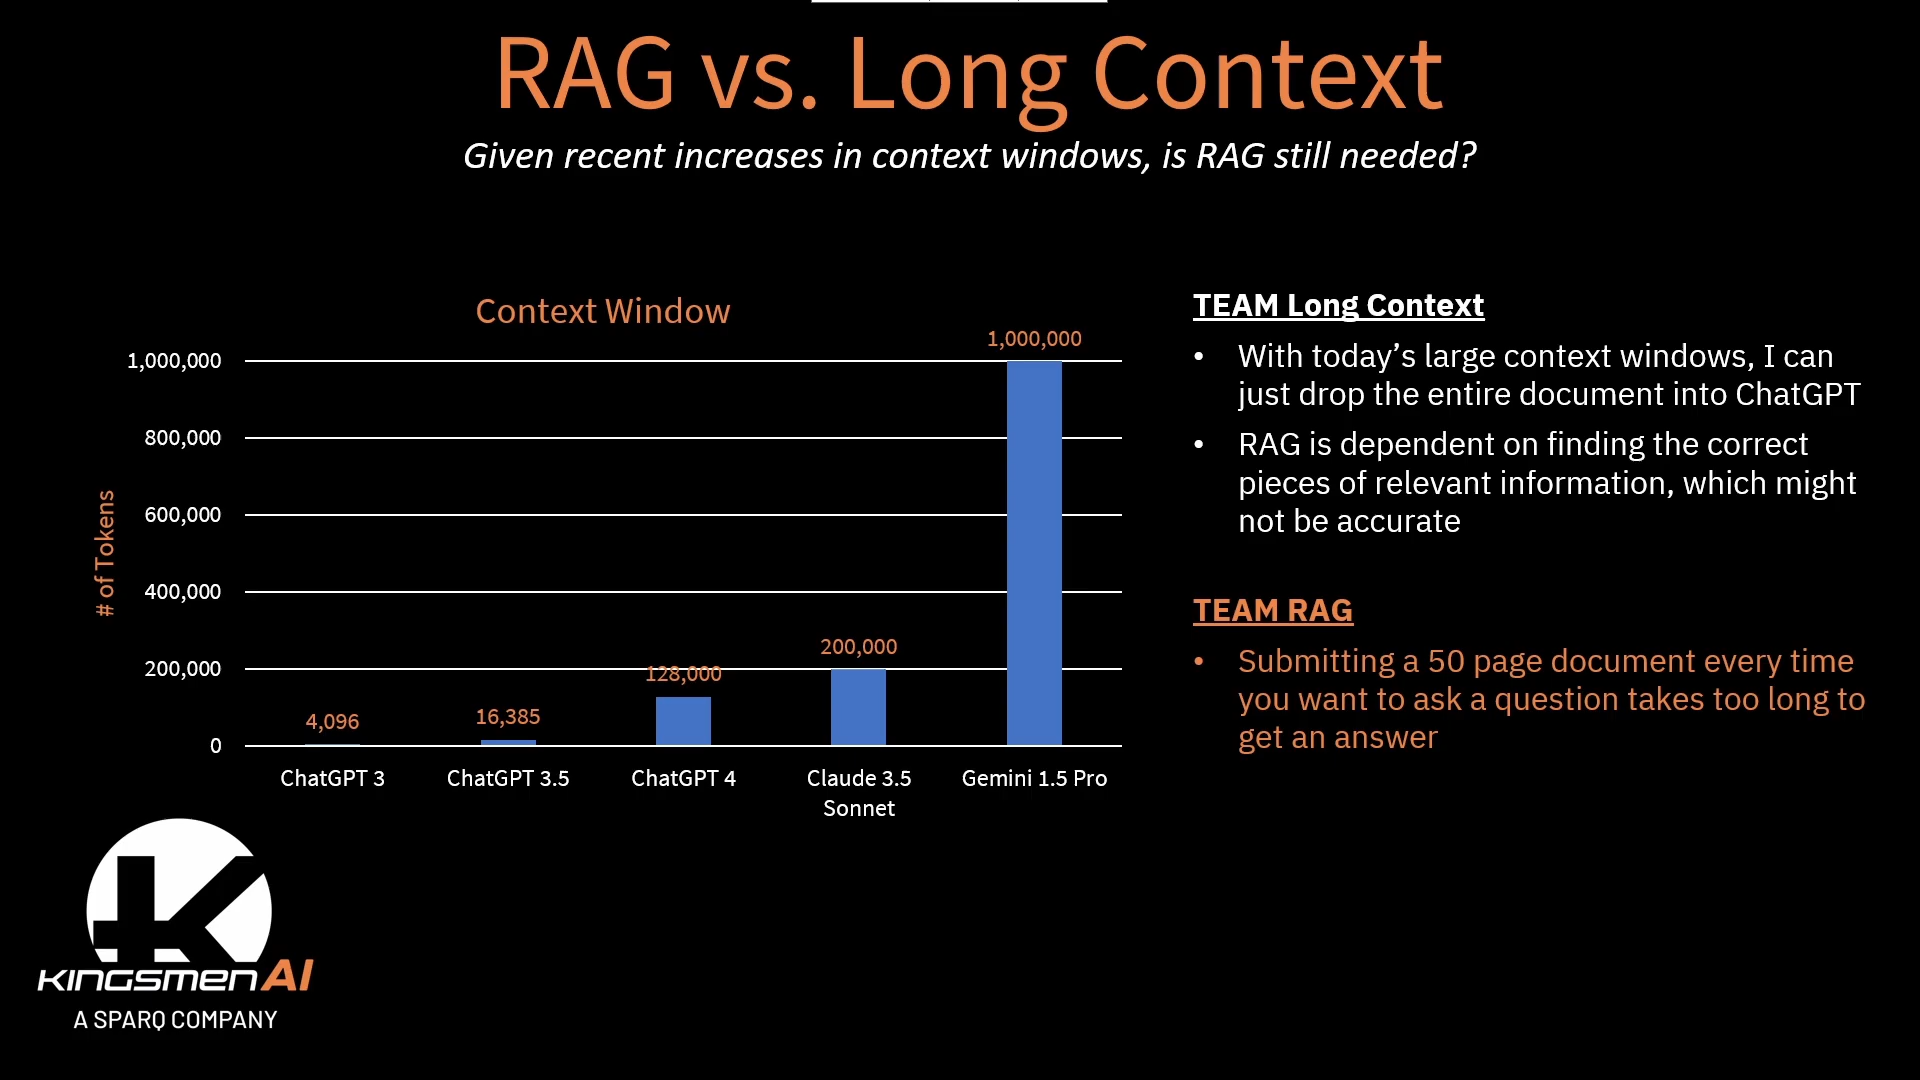 RAG vs. Long Context
Given recent increases in context windows, is RAG still needed?
Context Window
# of Tokens
1,000,000
800,000
600,000
400,000
200,000
0
4,096
16,385
128,000
200,000
1,000,000
ChatGPT 3
ChatGPT 3.5
ChatGPT 4
Claude 3.5
Sonnet
Gemini 1.5 Pro
TEAM Long Context
• With today’s large context windows, I can
just drop the entire document into ChatGPT
• RAG is dependent on finding the correct
pieces of relevant information, which might
not be accurate
TEAM RAG
• Submitting a 50 page document every time
you want to ask a question takes too long to
get an answer
K
KINGSMEN AI
A SPARQ COMPANY